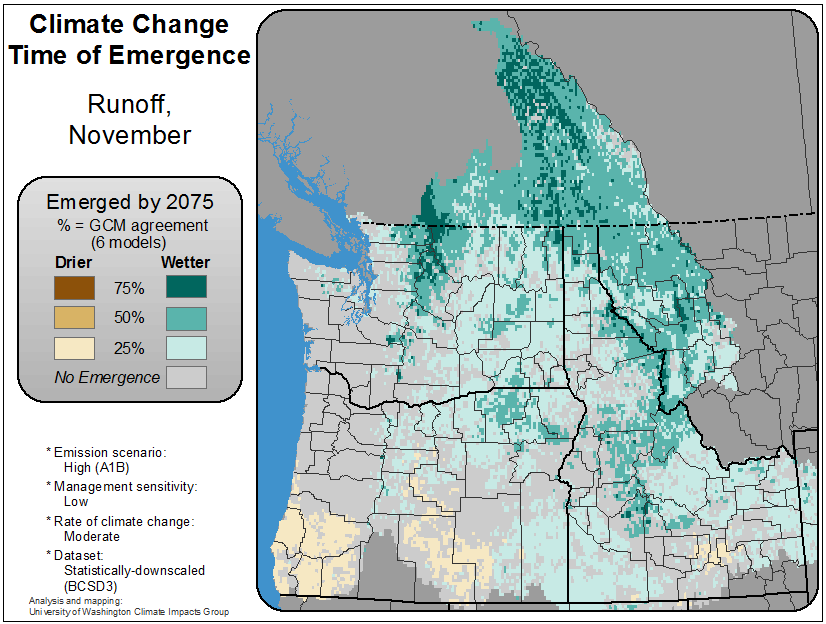 Climate Change
Time of Emergence
Runoff,
November
Emerged by 2075
% = GCM agreement
(6 models)
Drier Wetter
75%
50%
25%
No Emergence
* Emission scenario:
High (A1B)
* Management sensitivity:
Low
* Rate of climate change:
Moderate
* Dataset:
Statistically-downscaled
(BCSD3)
Analysis and mapping:
University of Washington Climate Impacts Group